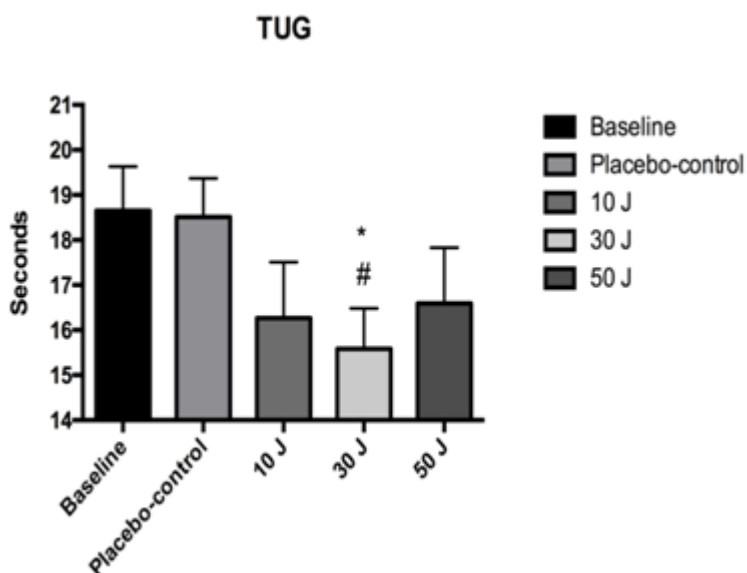 TUG
21
20
19
18
17
16
15
14
Seconds
*
#
Baseline
Placebo-control
10 J
30 J
50 J
Baseline
Placebo-control
10 J
30 J
50 J